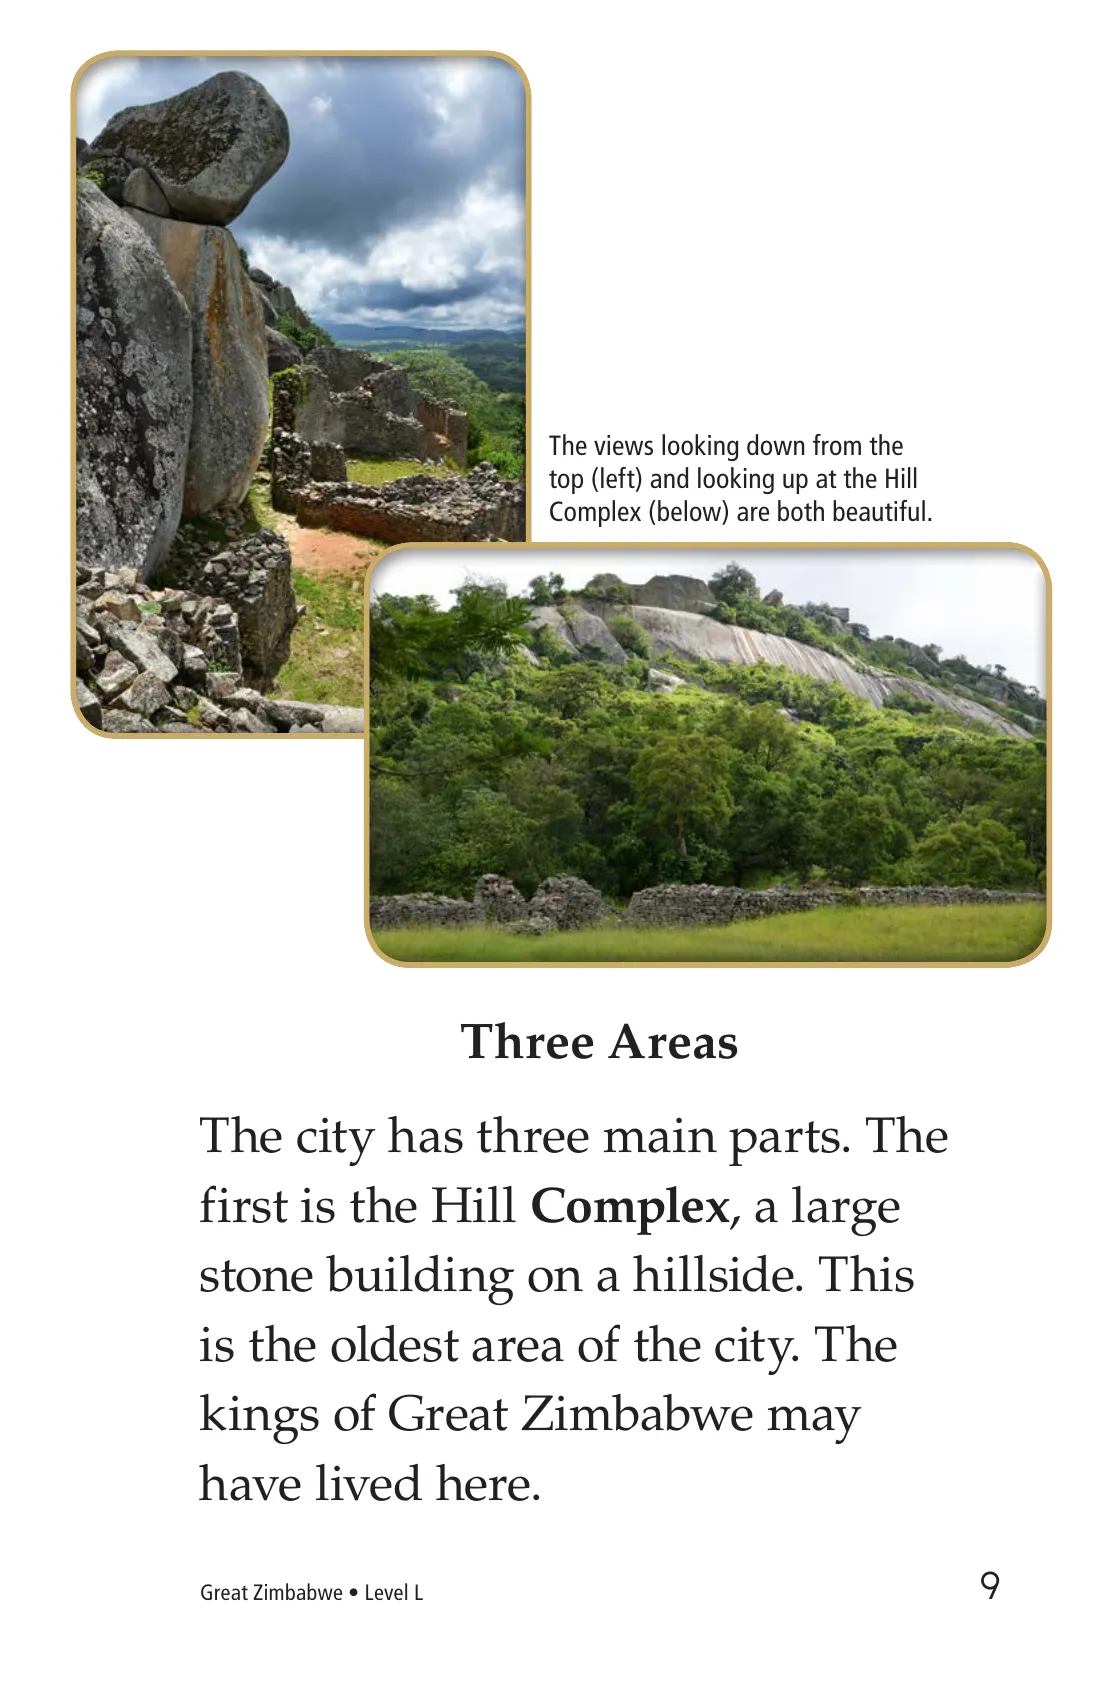 The views looking down from the
top (left) and looking up at the Hill
Complex (below) are both beautiful.
Three Areas
The city has three main parts. The
first is the Hill Complex, a large
stone building on a hillside. This
is the oldest area of the city. The
kings of Great Zimbabwe may
have lived here.
Great Zimbabwe • Level L
9